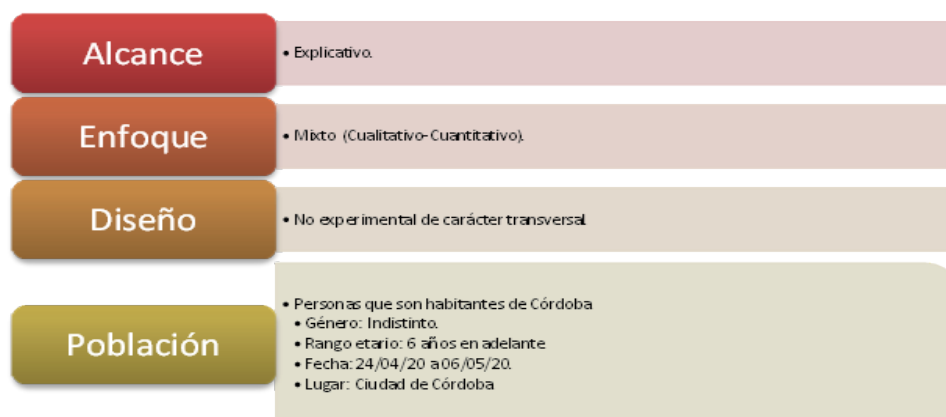 Alcance
• Explicativo.
Enfoque
• Mixto (Cualitativo-Cuantitativo).
Diseño
• No experimental de carácter transversal
Población
• Personas que son habitantes de Córdoba
• Género: Indistinto.
• Rango etario: 6 años en adelante
• Fecha: 24/04/20 a 06/05/20.
• Lugar: Ciudad de Córdoba